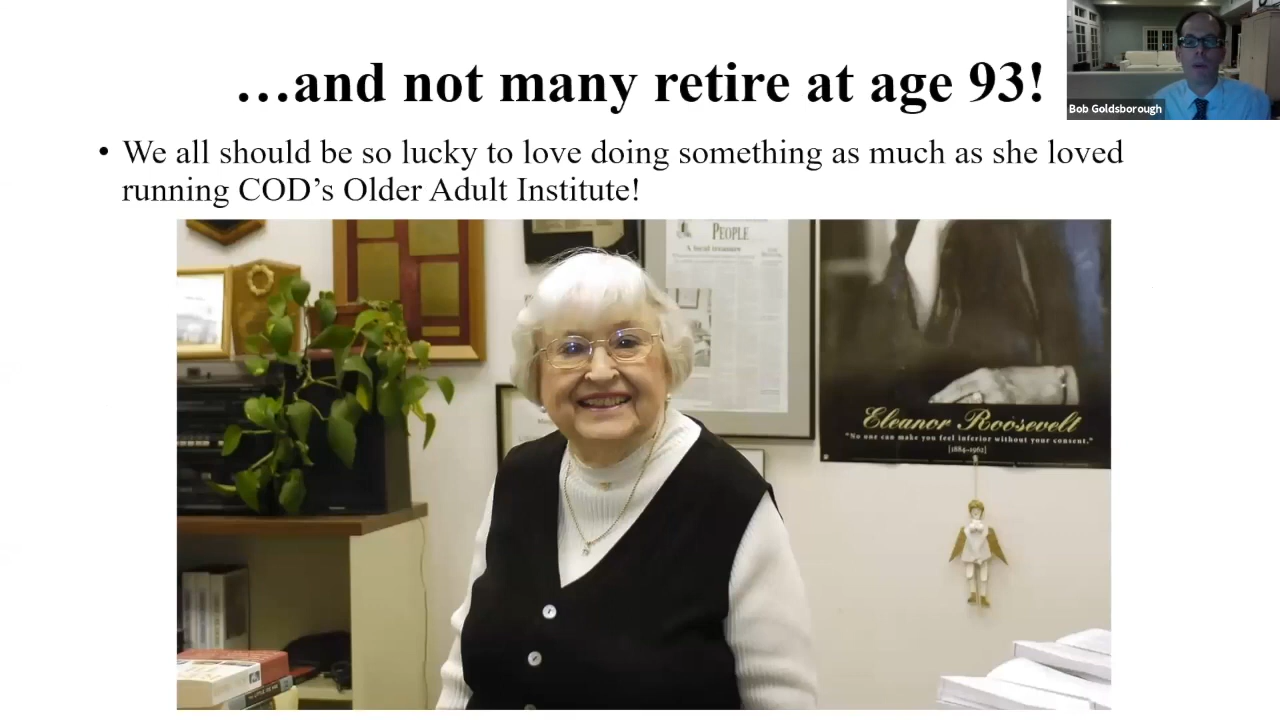 …and not many retire at age 93!
Bob Goldsborough
• We all should be so lucky to love doing something as much as she loved
running COD’s Older Adult Institute!
PEOPLE
A local treasure
Eleanor Roosevelt
"No one can make you feel inferior without your consent."
[1884-1962]